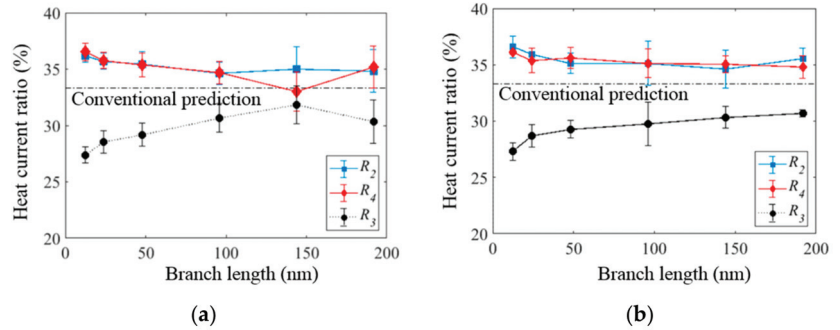 40
35
30
25
20
Heat current ratio (%)
Conventional prediction
R2
R4
R3
0 50 100 150 200
Branch length (nm)
(a)
40
35
30
25
20
Heat current ratio (%)
Conventional prediction
R2
R4
R3
0 50 100 150 200
Branch length (nm)
(b)